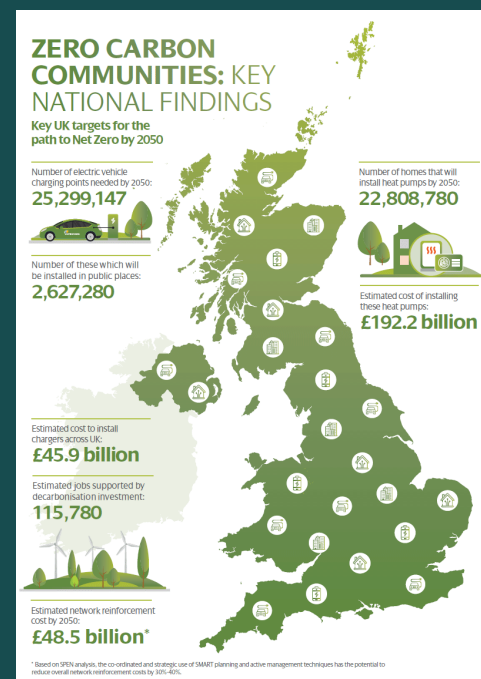 ZERO CARBON
COMMUNITIES: KEY
NATIONAL FINDINGS
Key UK targets for the
path to Net Zero by 2050
Number of electric vehicle
charging points needed by 2050:
25,299,147
Number of these which will
be installed in public places:
2,627,280
Number of homes that will
install heat pumps by 2050:
22,808,780
Estimated cost of installing
these heat pumps:
£192.2 billion
Estimated cost to install
chargers across UK:
£45.9 billion
Estimated jobs supported by
decarbonisation investment:
115,780
Estimated network reinforcement
cost by 2050:
£48.5 billion*
* Based on SPEN analysis, the co-ordinated and strategic use of SMART planning and active management techniques has the potential to
reduce overall network reinforcement costs by 30%-40%.